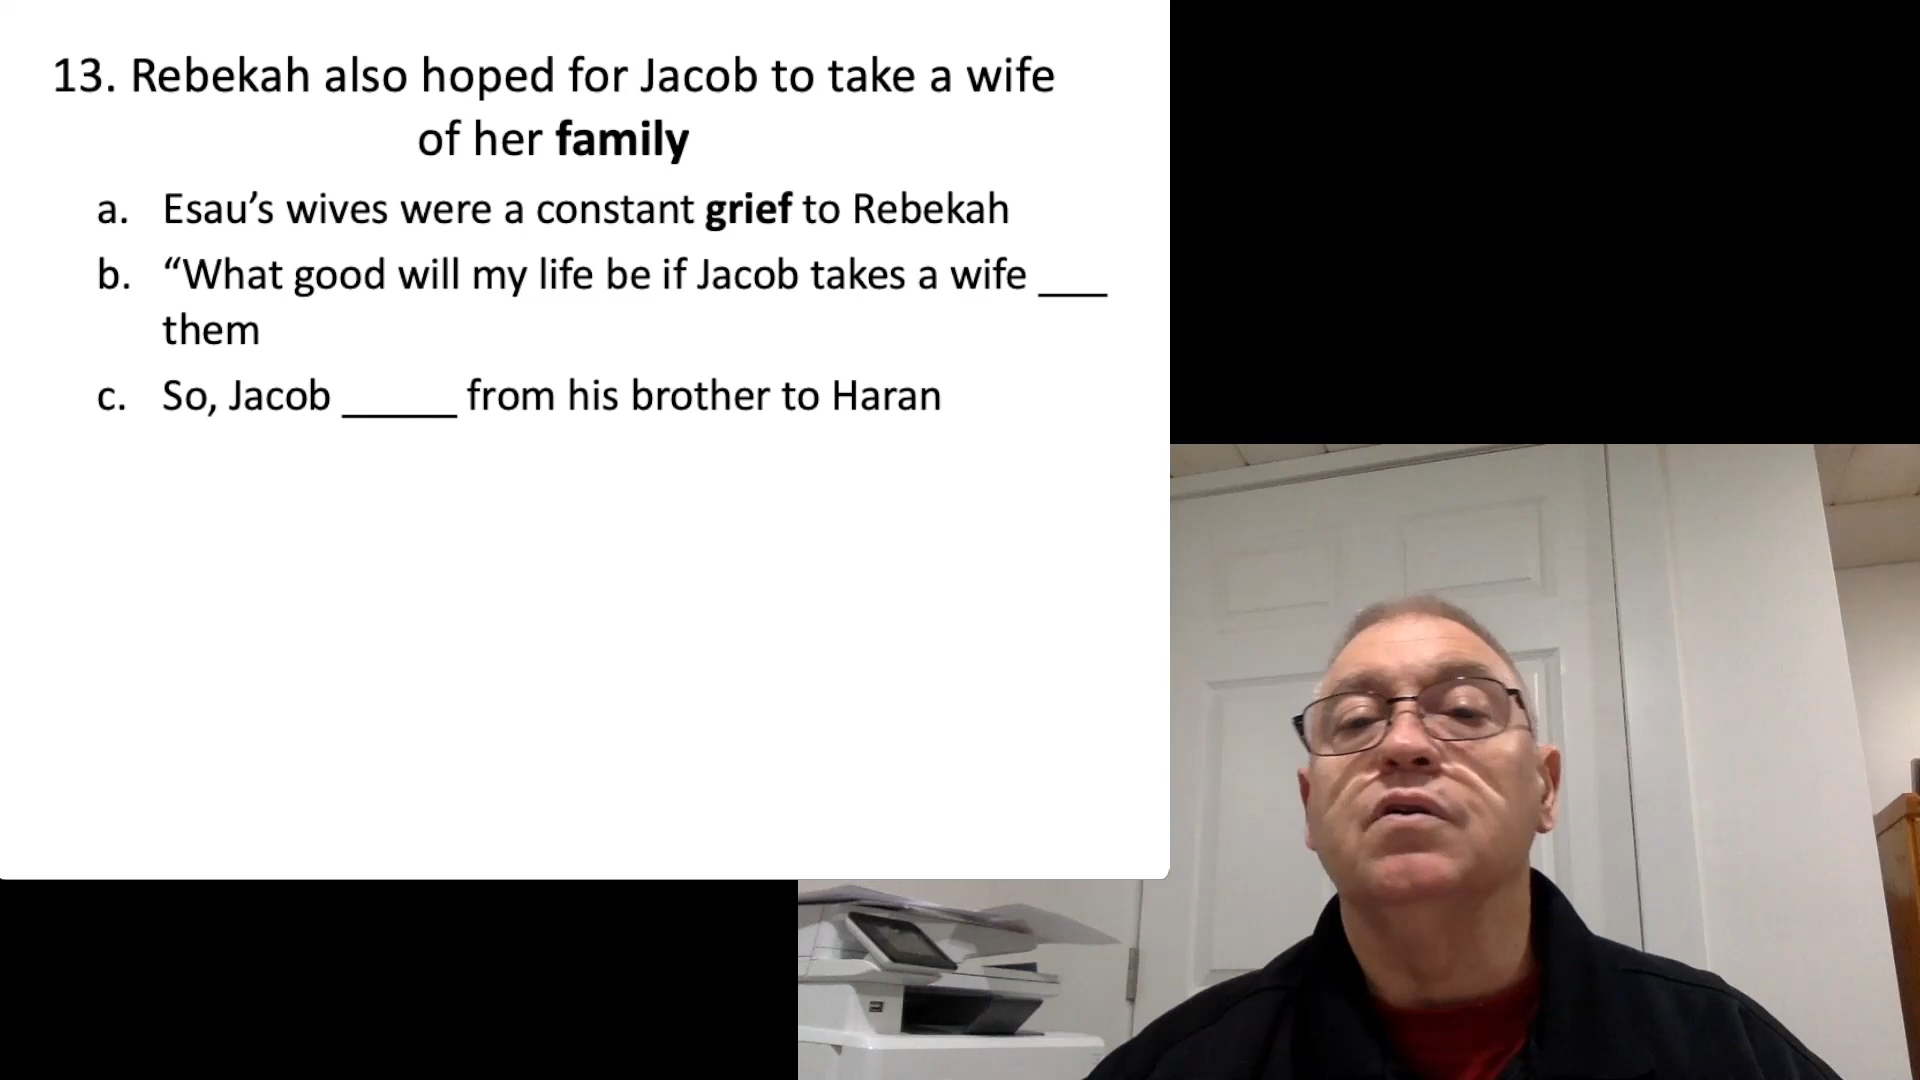 13. Rebekah also hoped for Jacob to take a wife
of her family
a. Esau’s wives were a constant grief to Rebekah
b. “What good will my life be if Jacob takes a wife ___
them
c. So, Jacob _____ from his brother to Haran